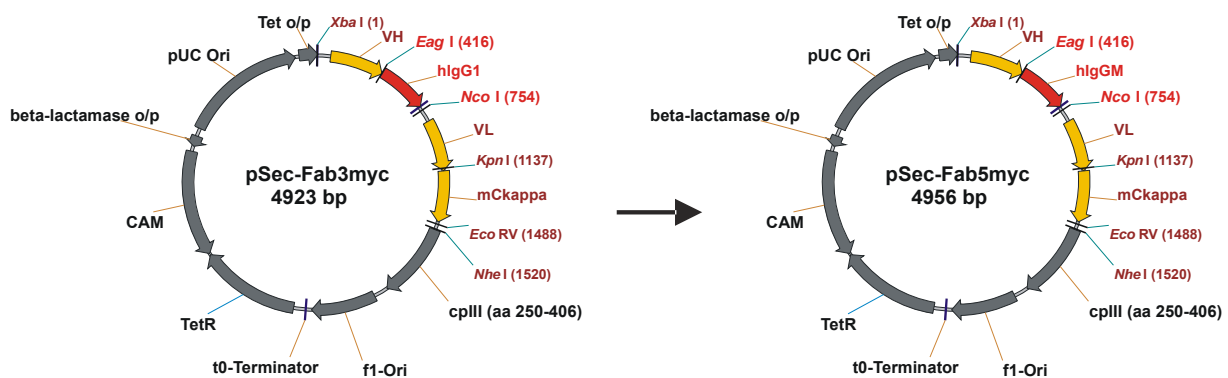 Tet o/p
Xba I (1)
VH
Eag I (416)
hIgG1
Nco I (754)
VL
Kpn I (1137)
mCkappa
Eco RV (1488)
Nhe I (1520)
cpIII (aa 250-406)
f1-Ori
t0-Terminator
TetR
CAM
beta-lactamase o/p
pUC Ori
pSec-Fab3myc
4923 bp
Tet o/p
Xba I (1)
VH
Eag I (416)
hIgGM
Nco I (754)
VL
Kpn I (1137)
mCkappa
Eco RV (1488)
Nhe I (1520)
cpIII (aa 250-406)
f1-Ori
t0-Terminator
TetR
CAM
beta-lactamase o/p
pUC Ori
pSec-Fab5myc
4956 bp